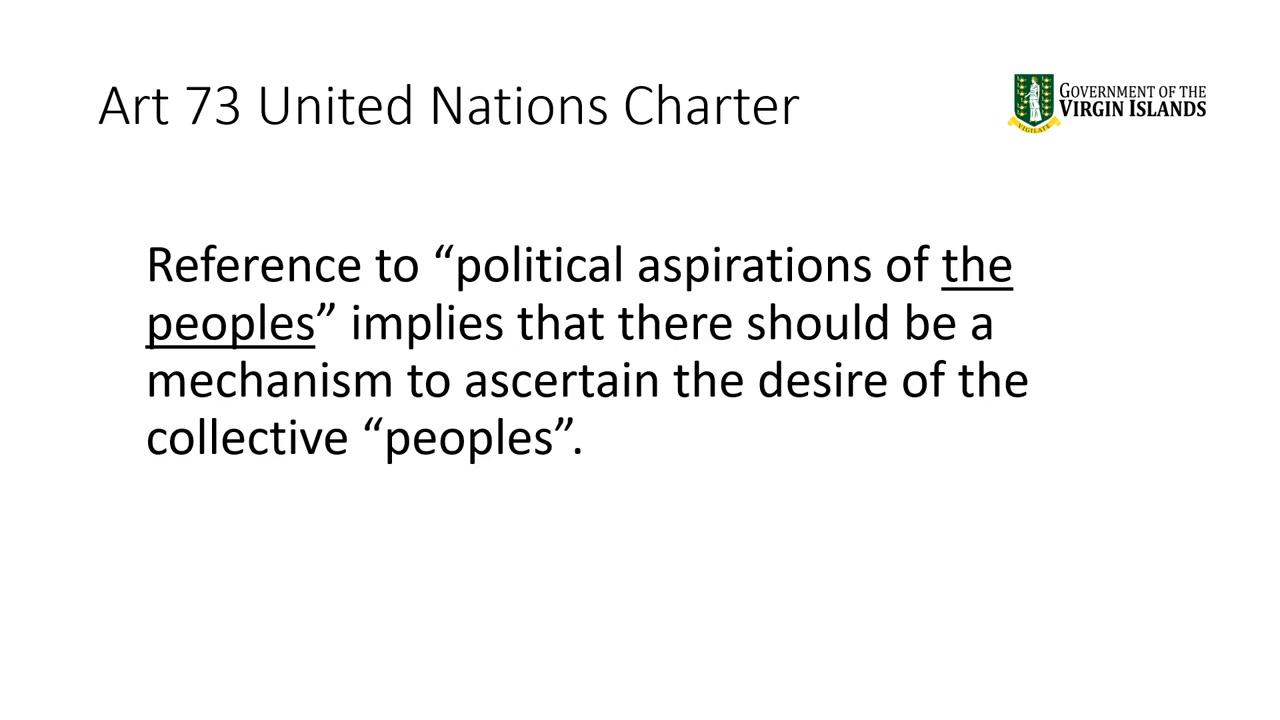 Art 73 United Nations Charter
GOVERNMENT OF THE
VIRGIN ISLANDS
VIGILATE
Reference to “political aspirations of the
peoples” implies that there should be a
mechanism to ascertain the desire of the
collective “peoples”.